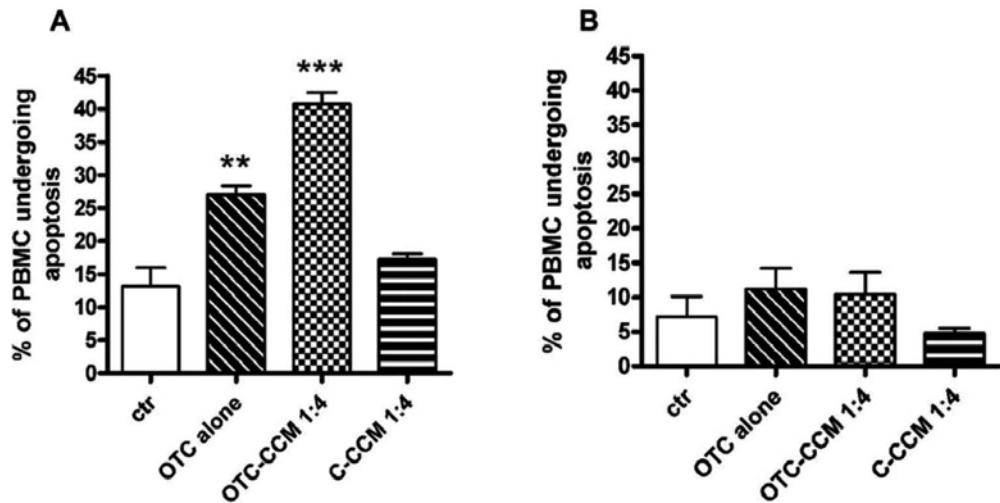 A
% of PBMC undergoing
apoptosis
45
40
35
30
25
20
15
10
5
0
**
***
ctr
OTC alone
OTC-CCM 1:4
C-CCM 1:4
B
% of PBMC undergoing
apoptosis
45
40
35
30
25
20
15
10
5
0
ctr
OTC alone
OTC-CCM 1:4
C-CCM 1:4